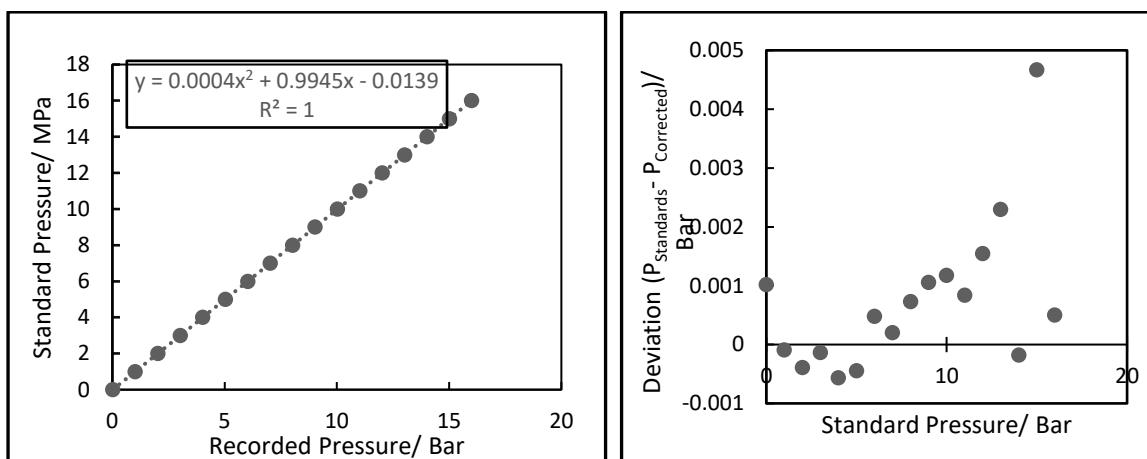 18
16
14
12
10
8
6
4
2
0
Standard Pressure/ MPa
y = 0.0004x² + 0.9945x - 0.0139
R² = 1
0 5 10 15 20
Recorded Pressure/ Bar
0.005
0.004
0.003
0.002
0.001
0
-0.001
Deviation (PStandards- PCorrected)/
Bar
0 10 20
Standard Pressure/ Bar